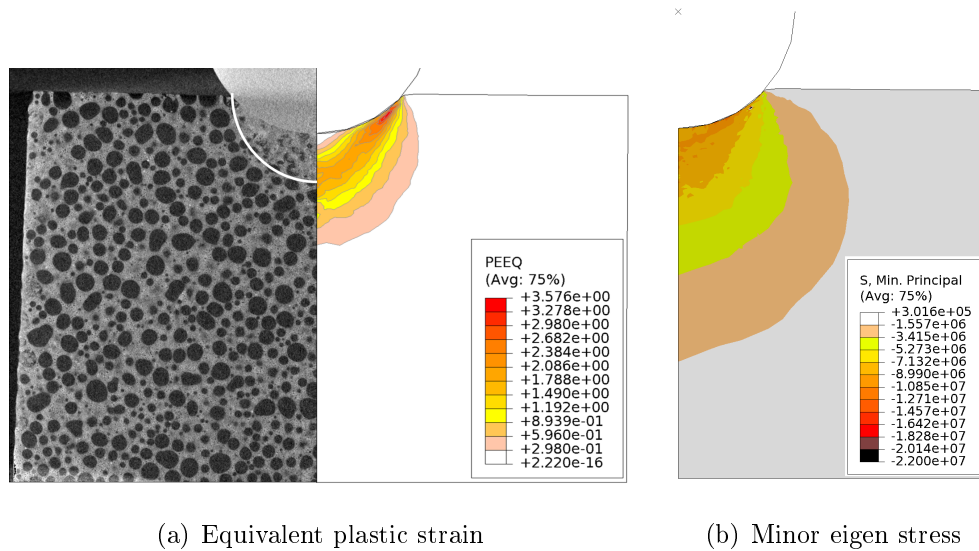 PEEQ
(Avg: 75%)
+3.576e+00
+3.278e+00
+2.980e+00
+2.682e+00
+2.384e+00
+2.086e+00
+1.788e+00
+1.490e+00
+1.192e+00
+8.939e-01
+5.960e-01
+2.980e-01
+2.220e-16
S, Min. Principal
(Avg: 75%)
+3.016e+05
-1.557e+06
-3.415e+06
-5.273e+06
-7.132e+06
-8.990e+06
-1.085e+07
-1.271e+07
-1.457e+07
-1.642e+07
-1.828e+07
-2.014e+07
-2.200e+07
(a) Equivalent plastic strain
(b) Minor eigen stress